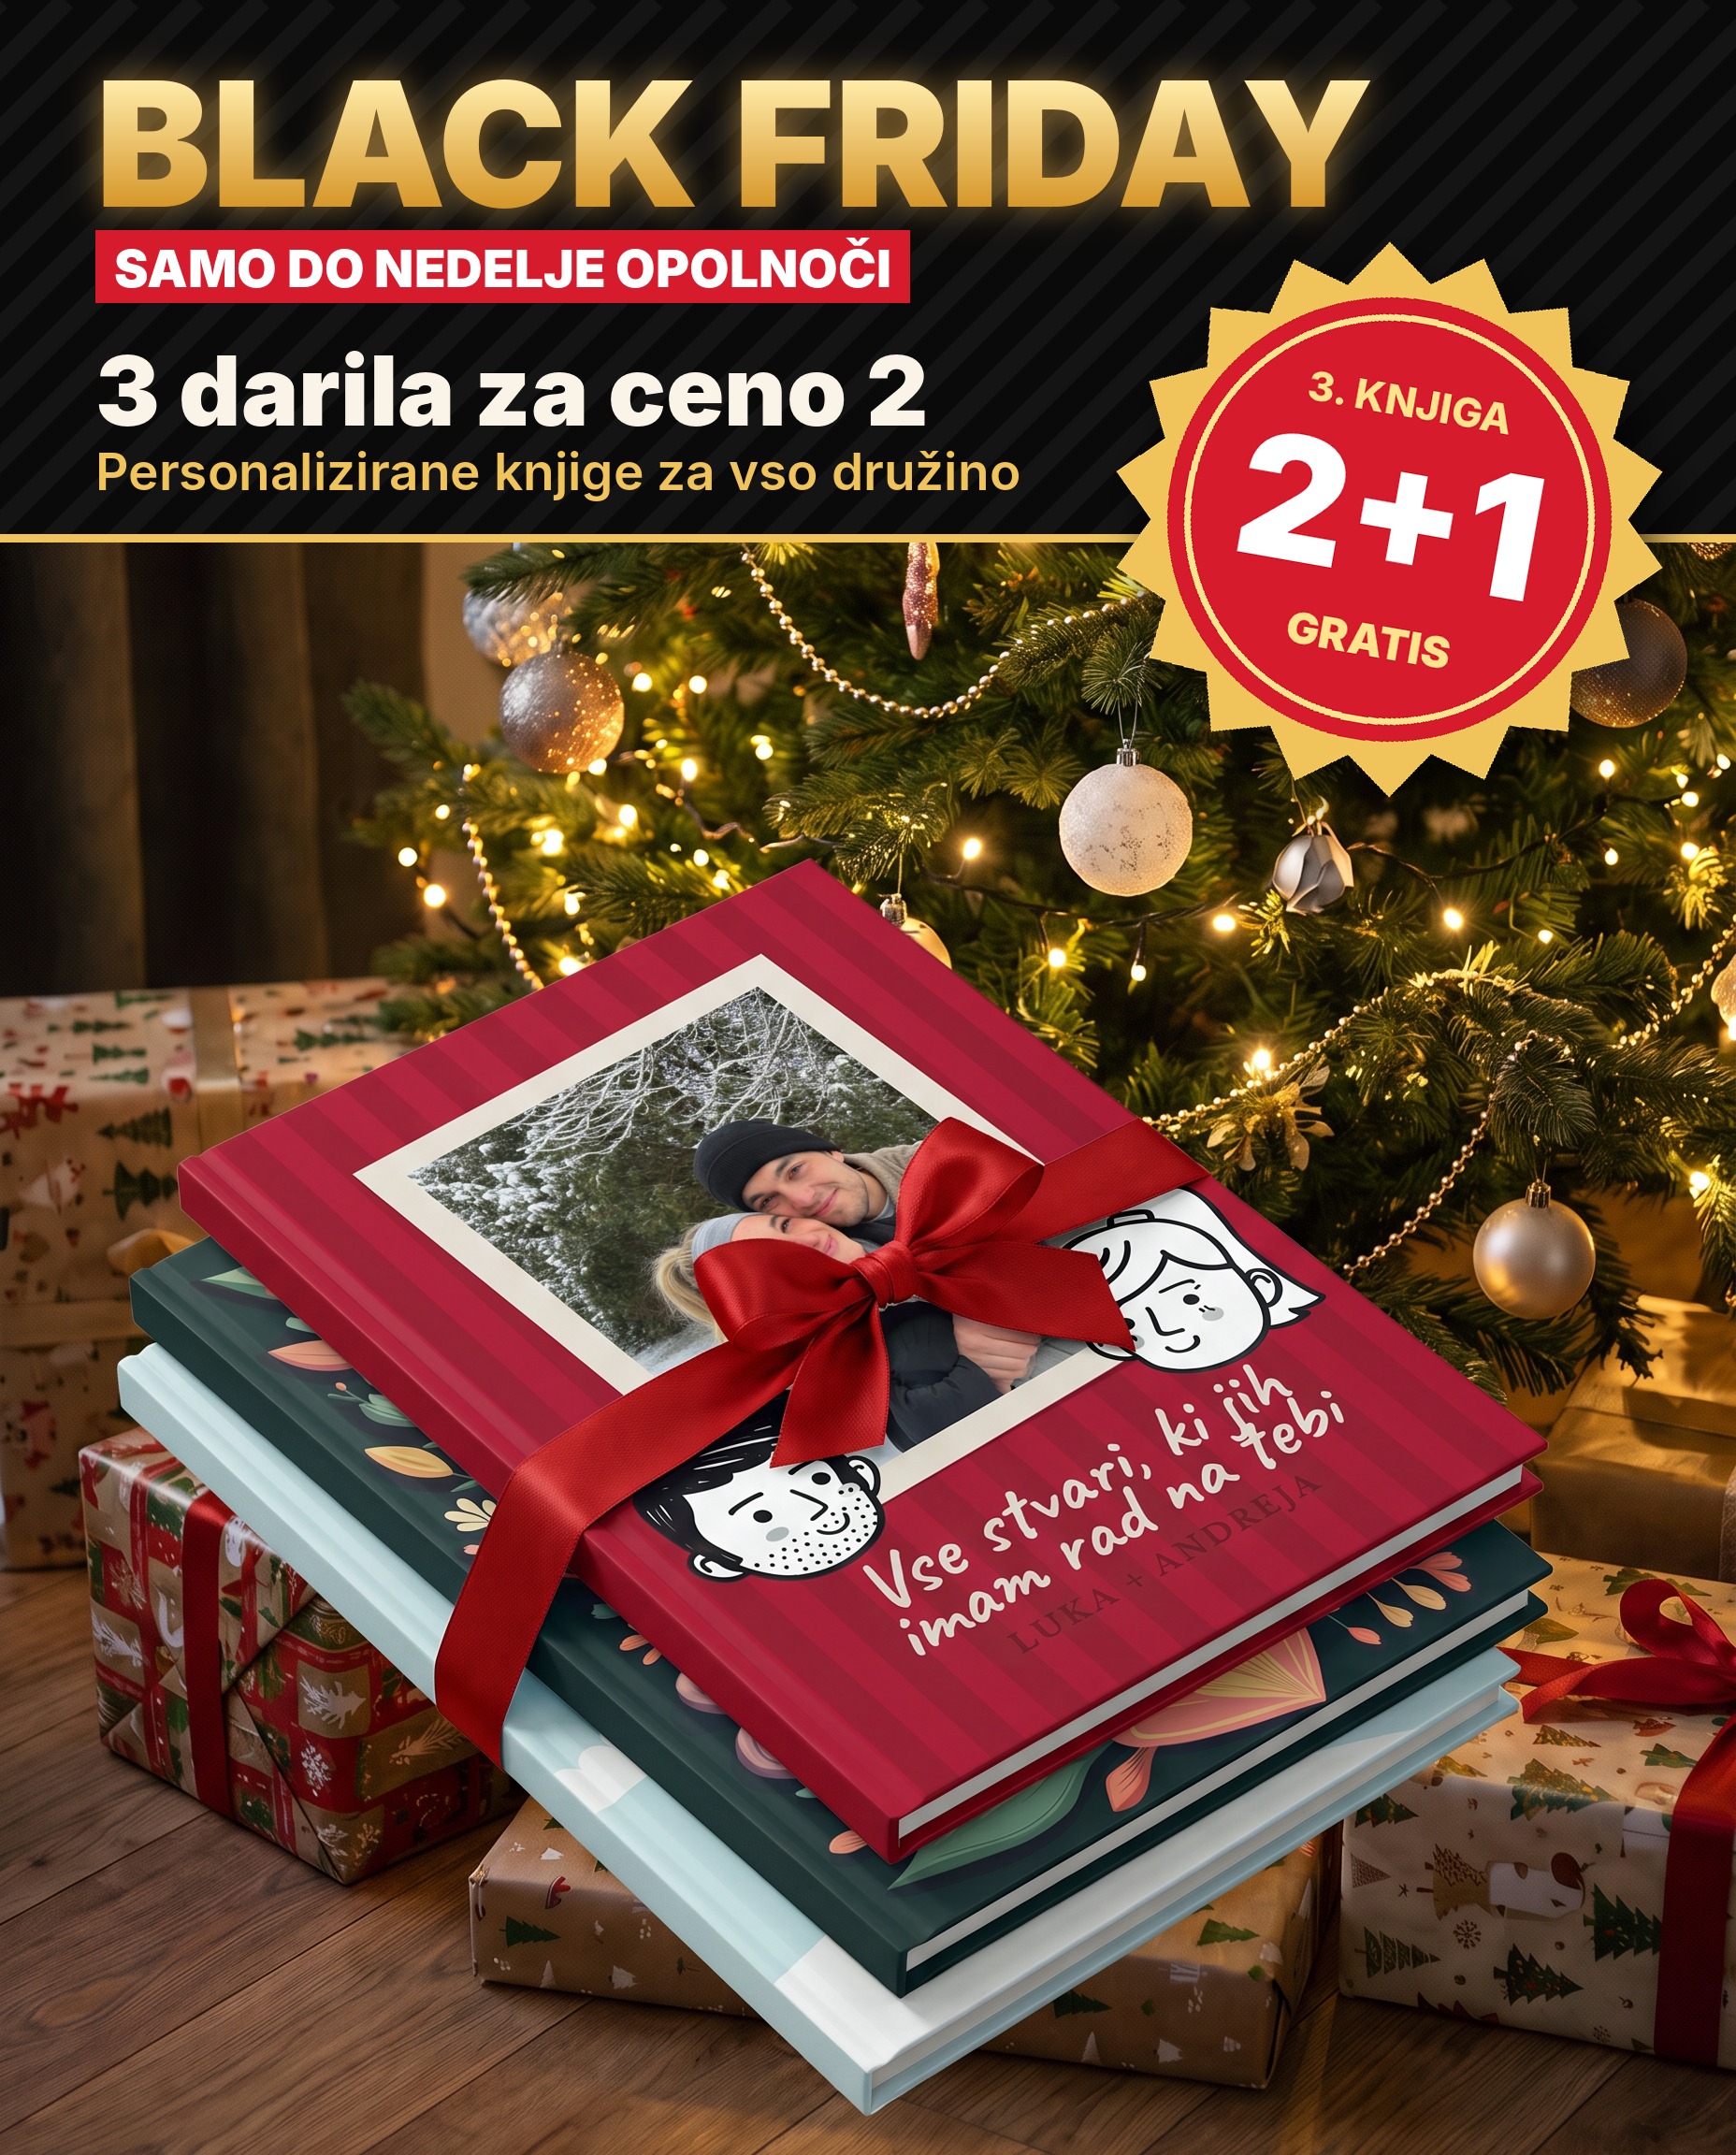 BLACK FRIDAY
SAMO DO NEDELJE OPOLNOČI
3 darila za ceno 2
Personalizirane knjige za vso družino
3. KNJIGA
2+1
GRATIS
Vse stvari, ki jih
imam rad na tebi
LUKA + ANDREJA